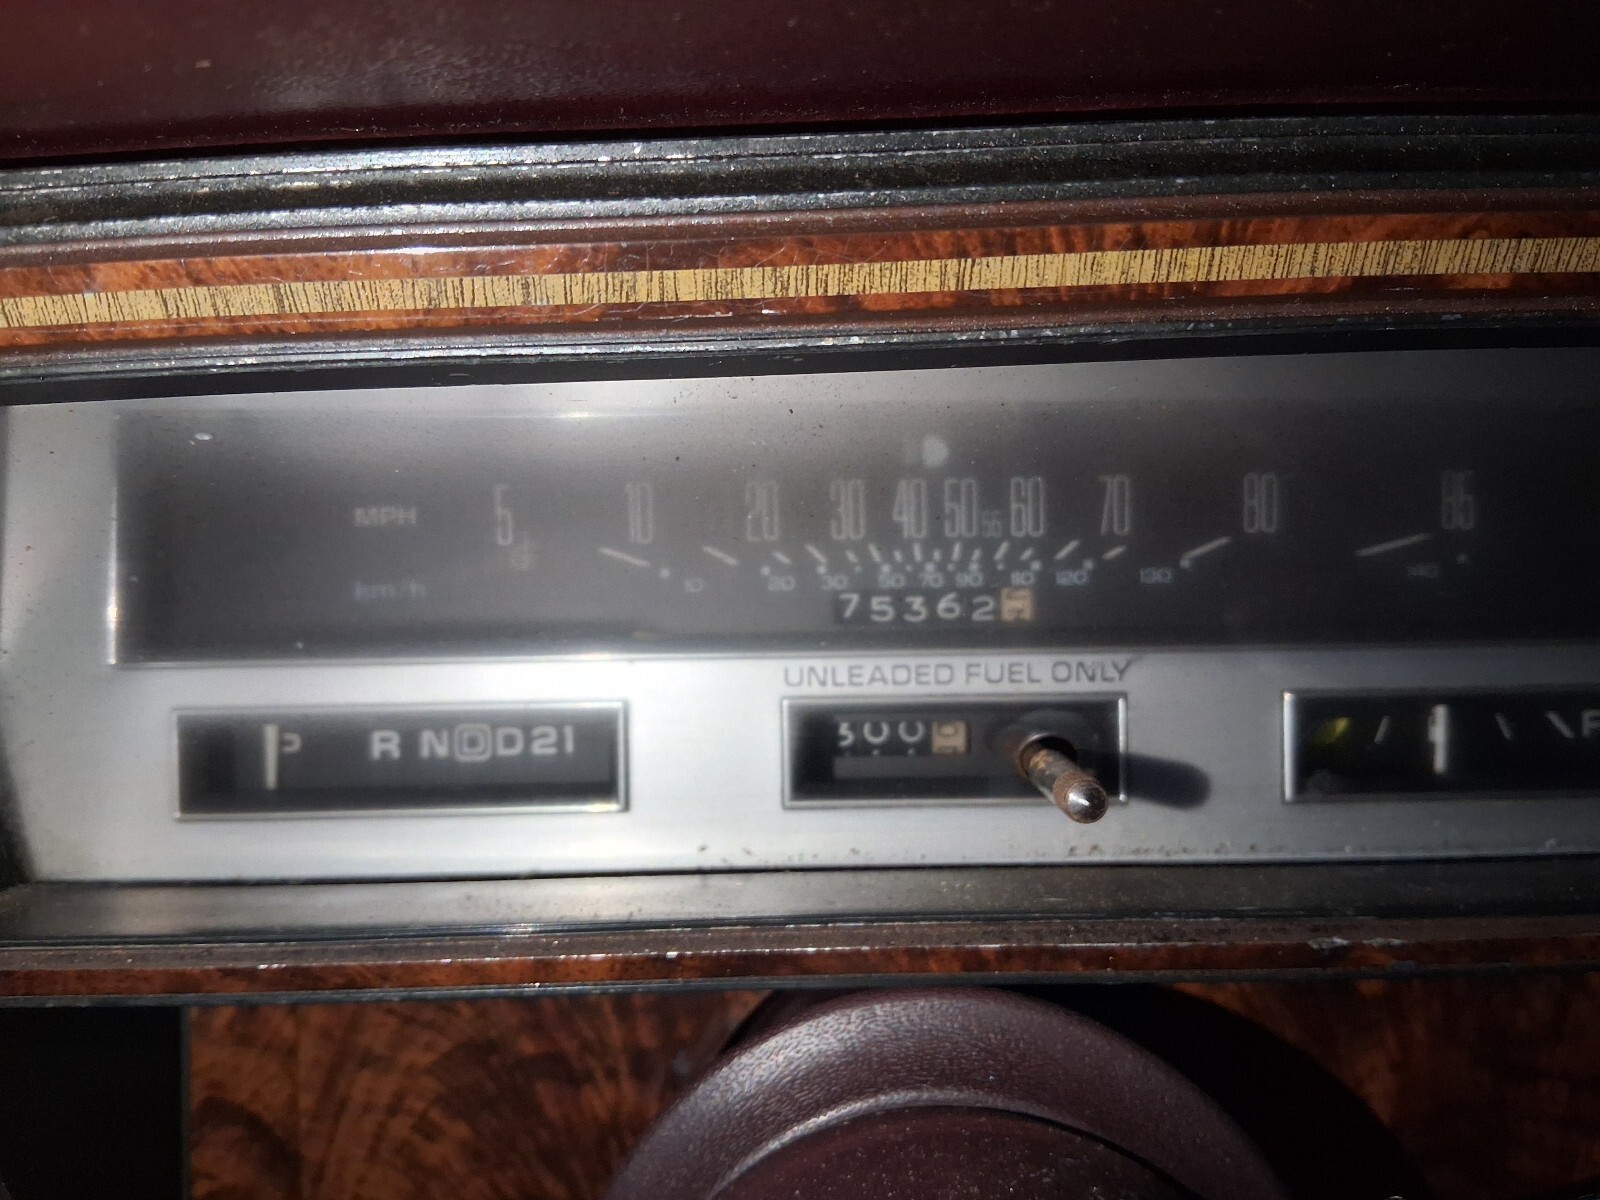 MPH 5 10 20 30 40 50 55 60 70 80 85
km/h 10 20 30 50 70 90 110 120 130 140
75362
UNLEADED FUEL ONLY
P R N D D 2 1
300
F